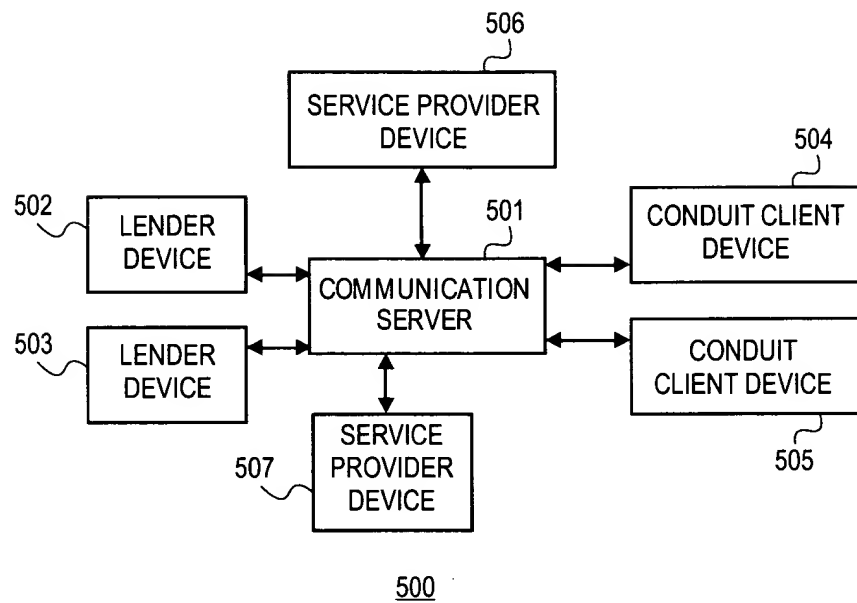 506
SERVICE PROVIDER
DEVICE
504
CONDUIT CLIENT
DEVICE
502
LENDER
DEVICE
501
COMMUNICATION
SERVER
503
LENDER
DEVICE
CONDUIT
CLIENT DEVICE
505
507
SERVICE
PROVIDER
DEVICE
500